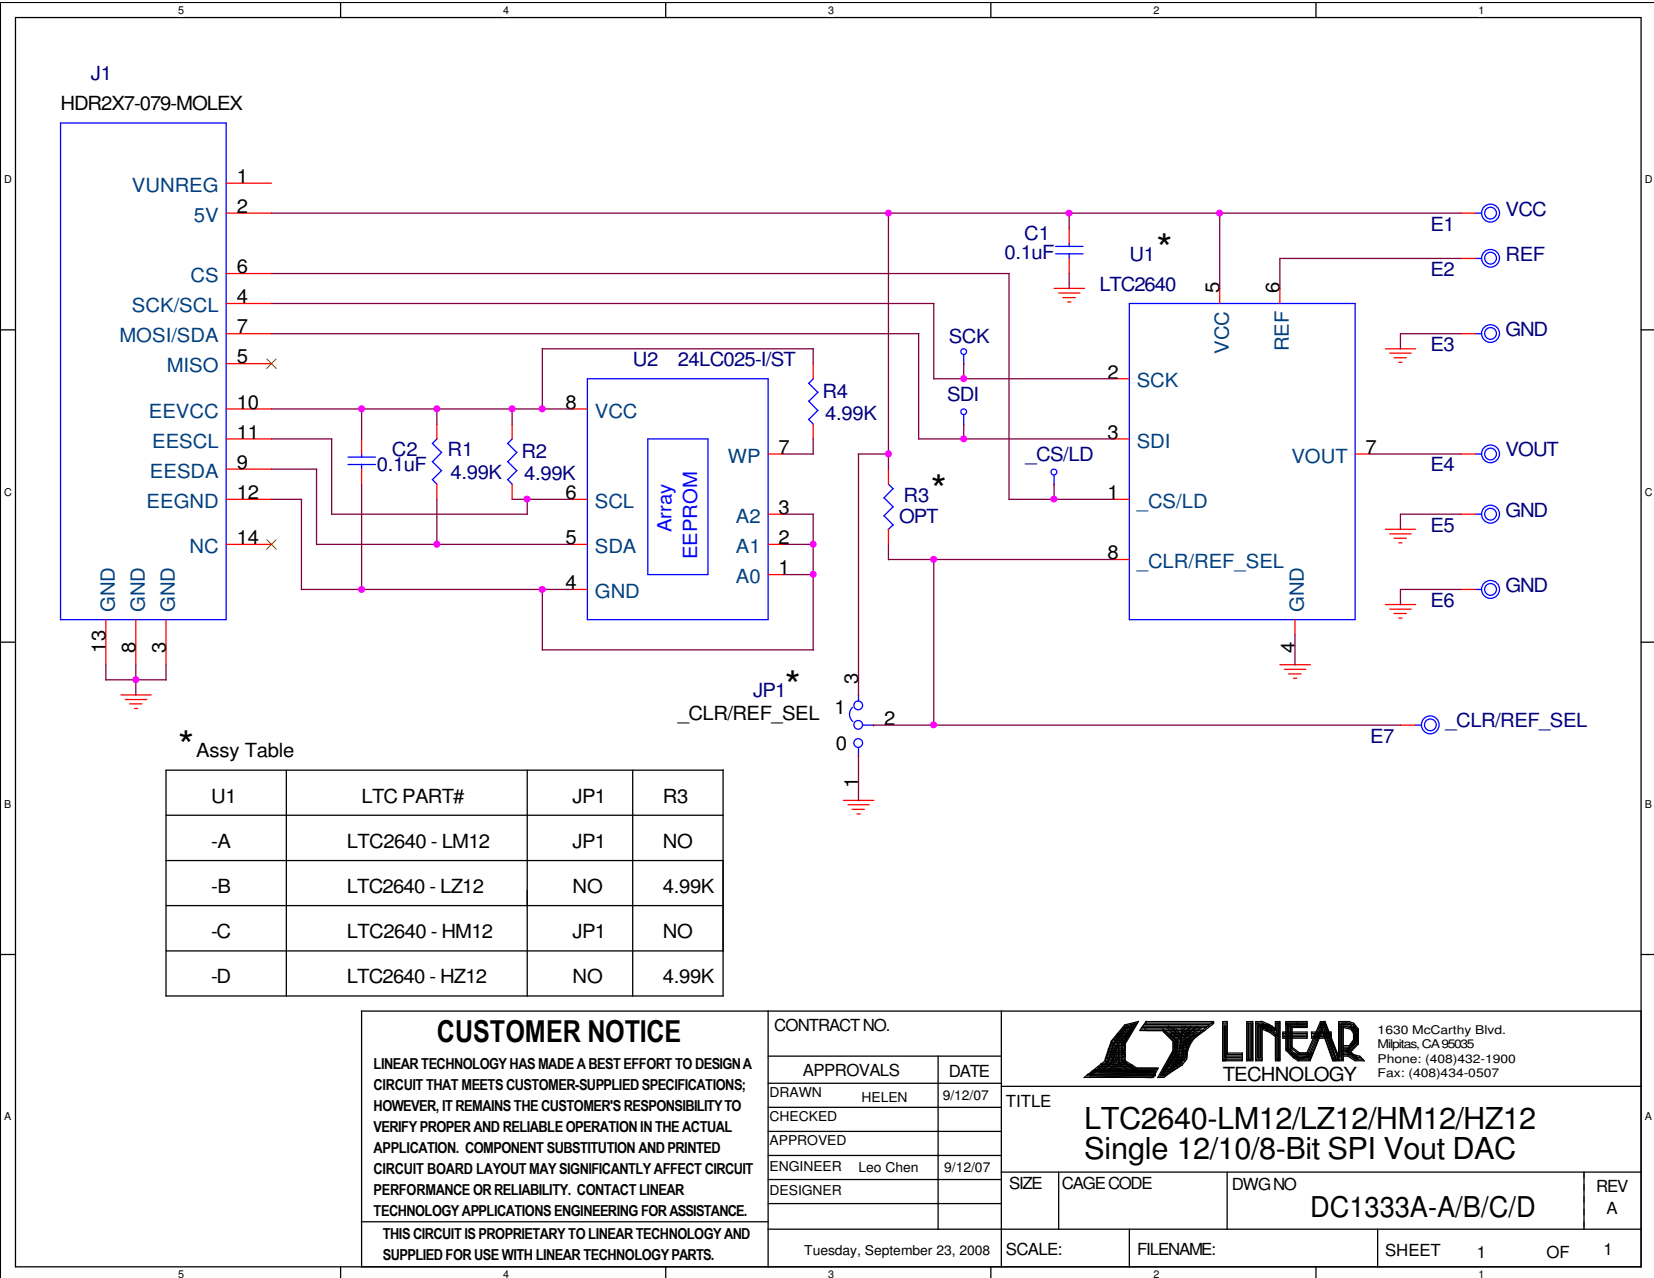 5 4 3 2 1
D D
C C
B B
A A
J1
HDR2X7-079-MOLEX
VUNREG 1
5V 2
CS 6
SCK/SCL 4
MOSI/SDA 7
MISO 5
EEVCC 10
EESCL 11
EESDA 9
EEGND 12
NC 14
GND GND GND
13 8 3
C2
0.1uF
R1
4.99K
R2
4.99K
U2 24LC025-I/ST
8 VCC
6 SCL
5 SDA
4 GND
Array
EEPROM
WP 7
A2 3
A1 2
A0 1
R4
4.99K
C1
0.1uF
U1 *
LTC2640
SCK
SDI
_CS/LD
R3 *
OPT
5 6
VCC REF
2 SCK
3 SDI
1 _CS/LD
8 _CLR/REF_SEL
VOUT 7
GND
4
E1 VCC
E2 REF
E3 GND
E4 VOUT
E5 GND
E6 GND
E7 _CLR/REF_SEL
JP1 *
_CLR/REF_SEL
3
1
2
0
1
* Assy Table
U1 LTC PART# JP1 R3
-A LTC2640 - LM12 JP1 NO
-B LTC2640 - LZ12 NO 4.99K
-C LTC2640 - HM12 JP1 NO
-D LTC2640 - HZ12 NO 4.99K
CUSTOMER NOTICE
LINEAR TECHNOLOGY HAS MADE A BEST EFFORT TO DESIGN A
CIRCUIT THAT MEETS CUSTOMER-SUPPLIED SPECIFICATIONS;
HOWEVER, IT REMAINS THE CUSTOMER'S RESPONSIBILITY TO
VERIFY PROPER AND RELIABLE OPERATION IN THE ACTUAL
APPLICATION. COMPONENT SUBSTITUTION AND PRINTED
CIRCUIT BOARD LAYOUT MAY SIGNIFICANTLY AFFECT CIRCUIT
PERFORMANCE OR RELIABILITY. CONTACT LINEAR
TECHNOLOGY APPLICATIONS ENGINEERING FOR ASSISTANCE.
THIS CIRCUIT IS PROPRIETARY TO LINEAR TECHNOLOGY AND
SUPPLIED FOR USE WITH LINEAR TECHNOLOGY PARTS.
CONTRACT NO.
APPROVALS DATE
DRAWN HELEN 9/12/07
CHECKED
APPROVED
ENGINEER Leo Chen 9/12/07
DESIGNER
Tuesday, September 23, 2008
LINEAR
TECHNOLOGY
1630 McCarthy Blvd.
Milpitas, CA 95035
Phone: (408)432-1900
Fax: (408)434-0507
TITLE
LTC2640-LM12/LZ12/HM12/HZ12
Single 12/10/8-Bit SPI Vout DAC
SIZE CAGE CODE DWG NO REV
DC1333A-A/B/C/D A
SCALE: FILENAME: SHEET 1 OF 1
5 4 3 2 1